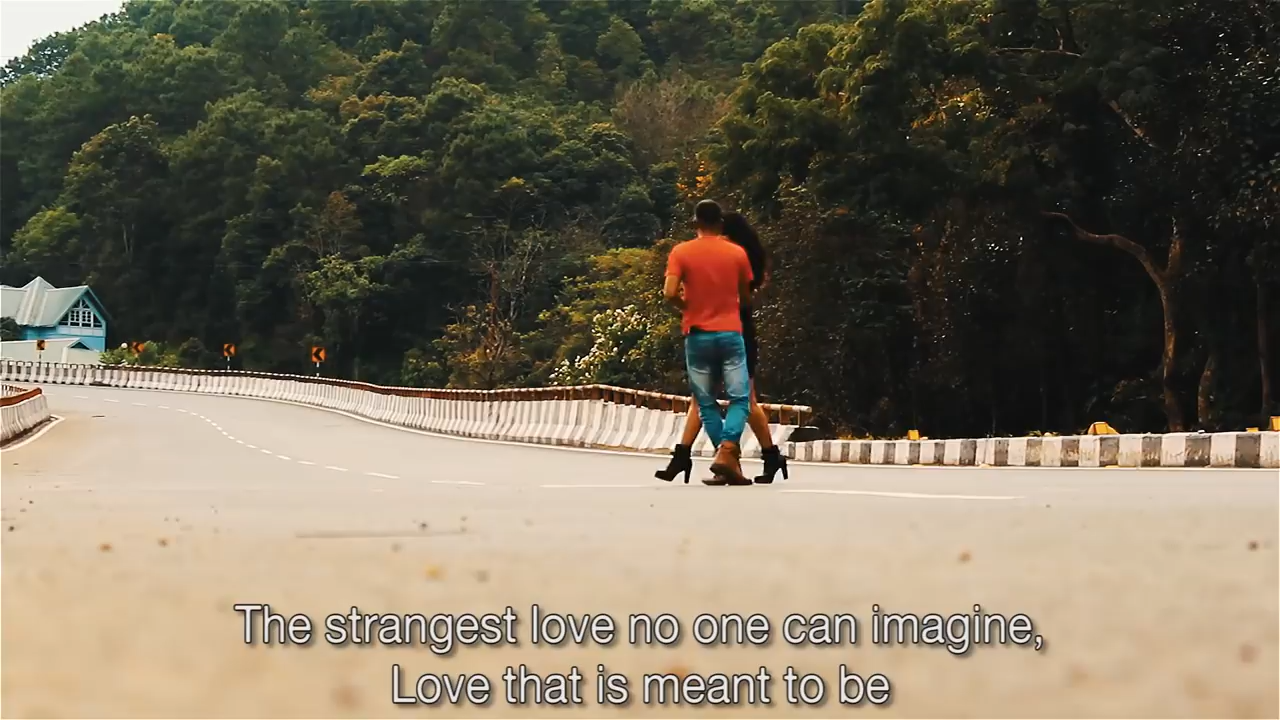 The strangest love no one can imagine,
Love that is meant to be